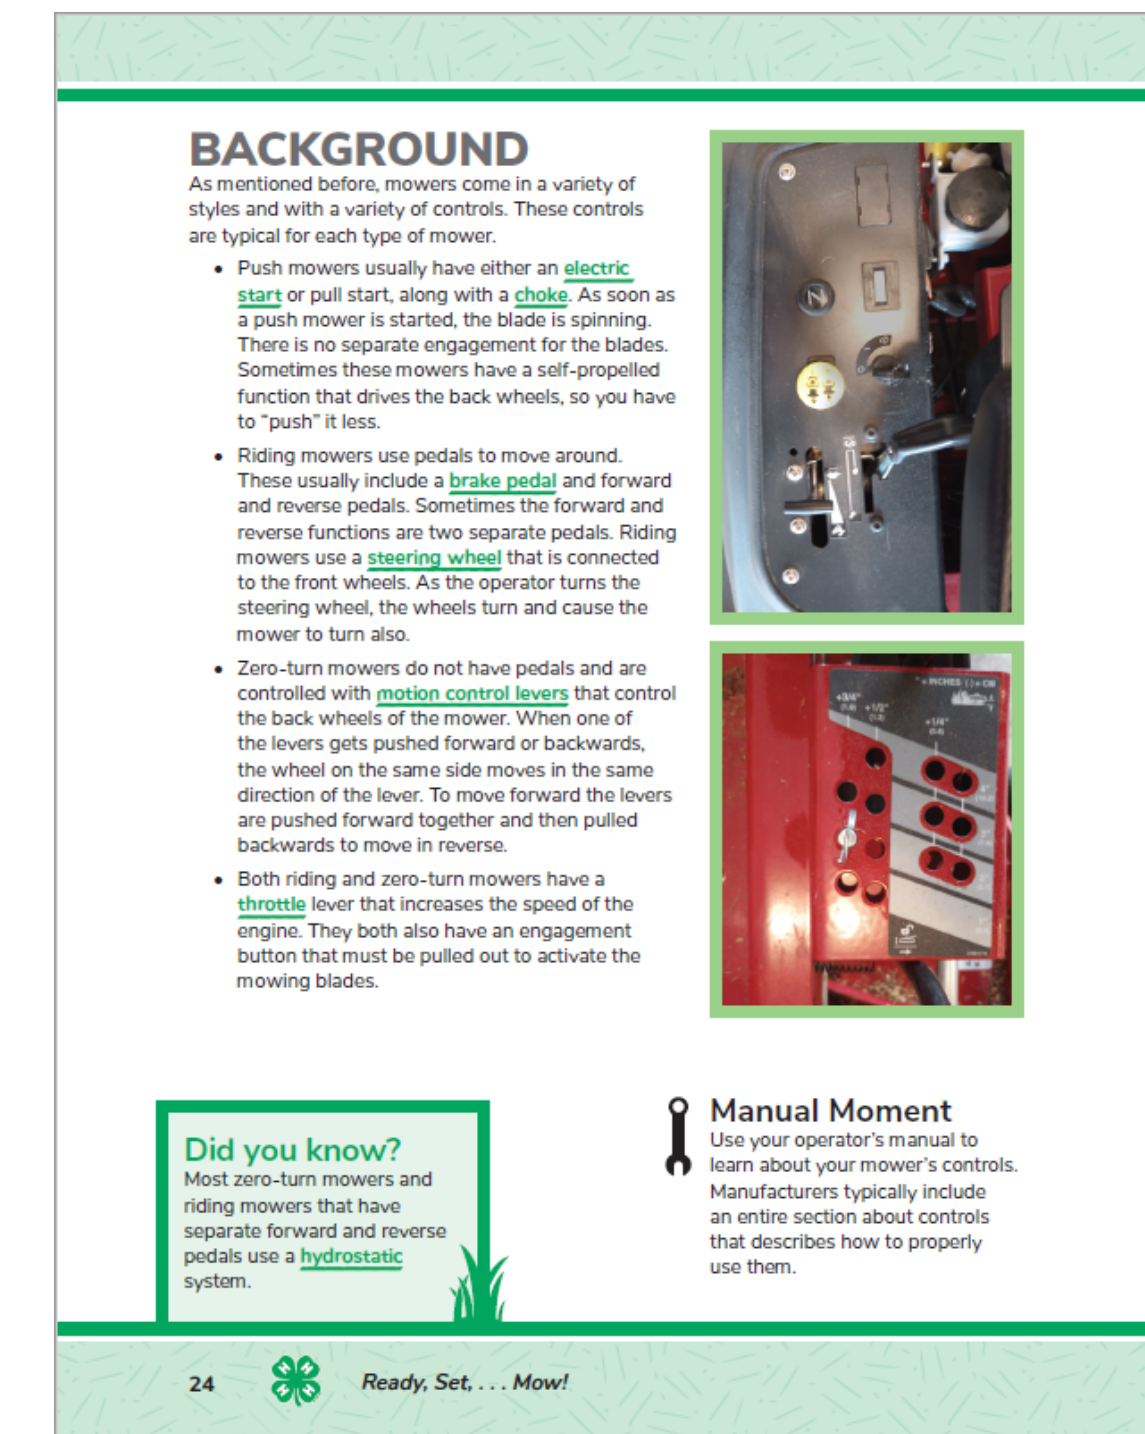 BACKGROUND
As mentioned before, mowers come in a variety of
styles and with a variety of controls. These controls
are typical for each type of mower.
• Push mowers usually have either an electric
start or pull start, along with a choke. As soon as
a push mower is started, the blade is spinning.
There is no separate engagement for the blades.
Sometimes these mowers have a self-propelled
function that drives the back wheels, so you have
to “push” it less.
• Riding mowers use pedals to move around.
These usually include a brake pedal and forward
and reverse pedals. Sometimes the forward and
reverse functions are two separate pedals. Riding
mowers use a steering wheel that is connected
to the front wheels. As the operator turns the
steering wheel, the wheels turn and cause the
mower to turn also.
• Zero-turn mowers do not have pedals and are
controlled with motion control levers that control
the back wheels of the mower. When one of
the levers gets pushed forward or backwards,
the wheel on the same side moves in the same
direction of the lever. To move forward the levers
are pushed forward together and then pulled
backwards to move in reverse.
• Both riding and zero-turn mowers have a
throttle lever that increases the speed of the
engine. They both also have an engagement
button that must be pulled out to activate the
mowing blades.
" = INCHES ( ) = CM
+3/4"
+1/2"
+1/4"
Did you know?
Most zero-turn mowers and
riding mowers that have
separate forward and reverse
pedals use a hydrostatic
system.
Manual Moment
Use your operator’s manual to
learn about your mower’s controls.
Manufacturers typically include
an entire section about controls
that describes how to properly
use them.
24
H H H H
Ready, Set, . . . Mow!